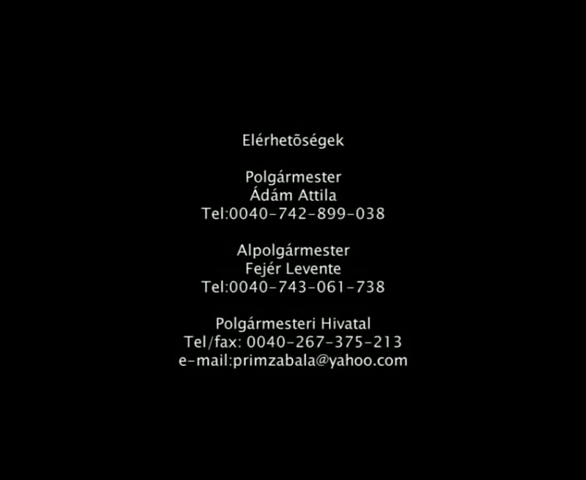 Elérhetõségek
Polgármester
Ádám Attila
Tel:0040-742-899-038
Alpolgármester
Fejér Levente
Tel:0040-743-061-738
Polgármesteri Hivatal
Tel/fax: 0040-267-375-213
e-mail:primzabala@yahoo.com